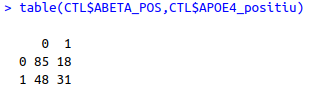 > table(CTL$ABETA_POS,CTL$APOE4_positiu)
0 1
0 85 18
1 48 31